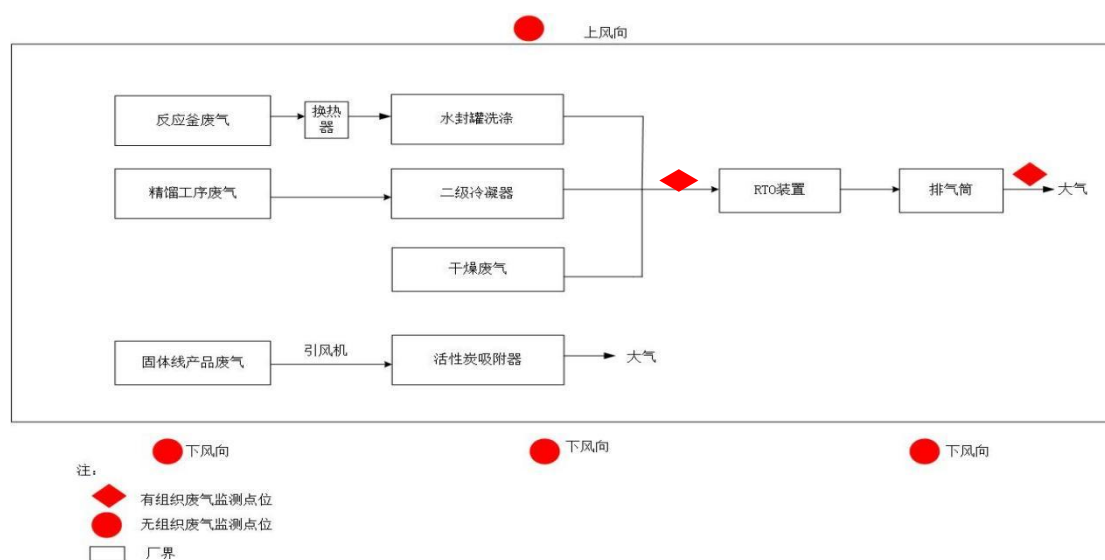 上风向
反应釜废气
换热
器
水封罐洗涤
精馏工序废气
二级冷凝器
RTO装置
排气筒
大气
干燥废气
固体线产品废气
引风机
活性炭吸附器
大气
下风向
下风向
下风向
注：
有组织废气监测点位
无组织废气监测点位
厂界